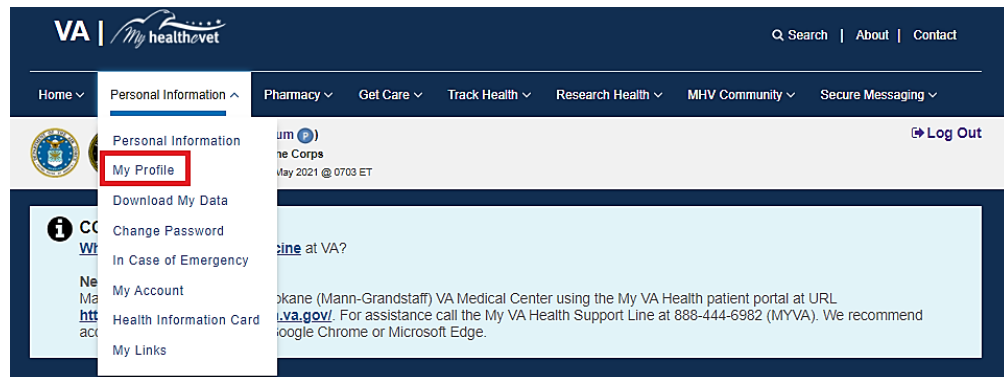 VA | My healthevet
Search | About | Contact
Home Personal Information Pharmacy Get Care Track Health Research Health MHV Community Secure Messaging
um P)
Log Out
ne Corps
May 2021 @ 0703 ET
Personal Information
My Profile
Download My Data
Change Password
In Case of Emergency
My Account
Health Information Card
My Links
CO
Wh cine at VA?
Ne
Ma okane (Mann-Grandstaff) VA Medical Center using the My VA Health patient portal at URL
htt .va.gov/. For assistance call the My VA Health Support Line at 888-444-6982 (MYVA). We recommend
acc Google Chrome or Microsoft Edge.